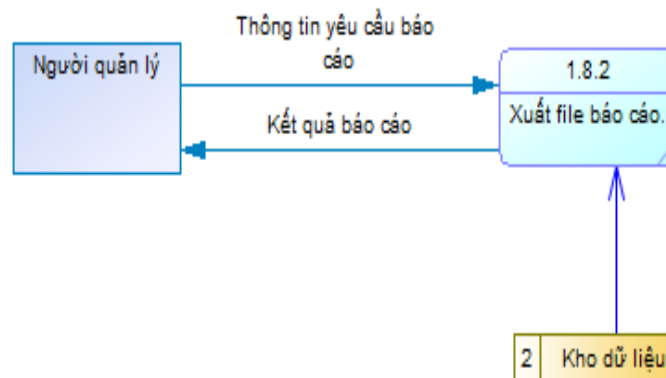 Thông tin yêu cầu báo
cáo
Người quản lý
1.8.2
Xuất file báo cáo.
Kết quả báo cáo
2 Kho dữ liệu